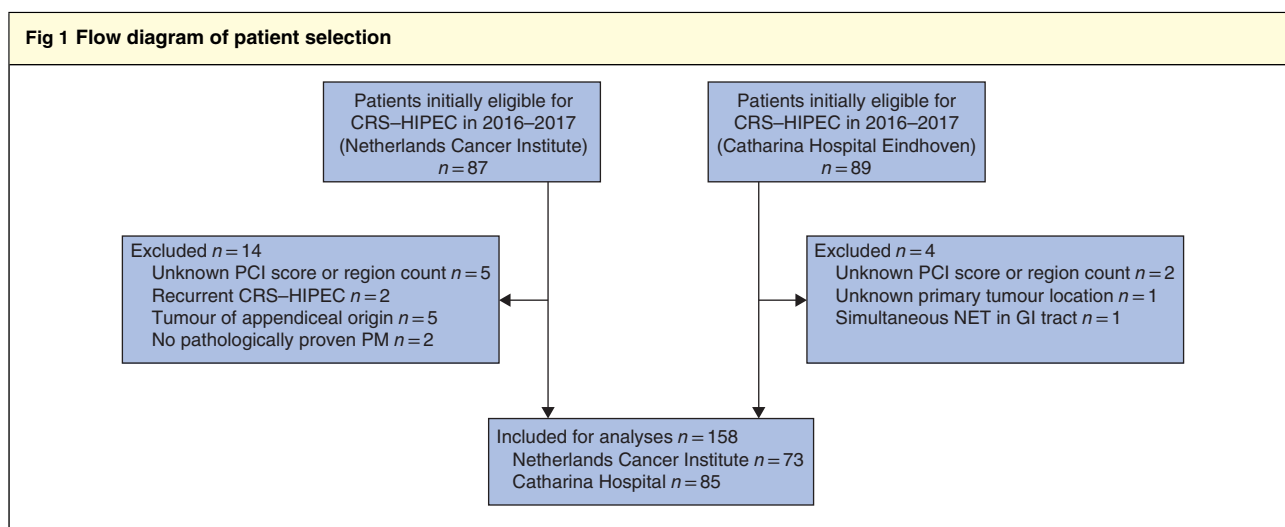 Fig 1 Flow diagram of patient selection
Patients initially eligible for
CRS–HIPEC in 2016–2017
(Netherlands Cancer Institute)
n = 87
Patients initially eligible for
CRS–HIPEC in 2016–2017
(Catharina Hospital Eindhoven)
n = 89
Excluded n = 14
Unknown PCI score or region count n = 5
Recurrent CRS–HIPEC n = 2
Tumour of appendiceal origin n = 5
No pathologically proven PM n = 2
Excluded n = 4
Unknown PCI score or region count n = 2
Unknown primary tumour location n = 1
Simultaneous NET in GI tract n = 1
Included for analyses n = 158
Netherlands Cancer Institute n = 73
Catharina Hospital n = 85